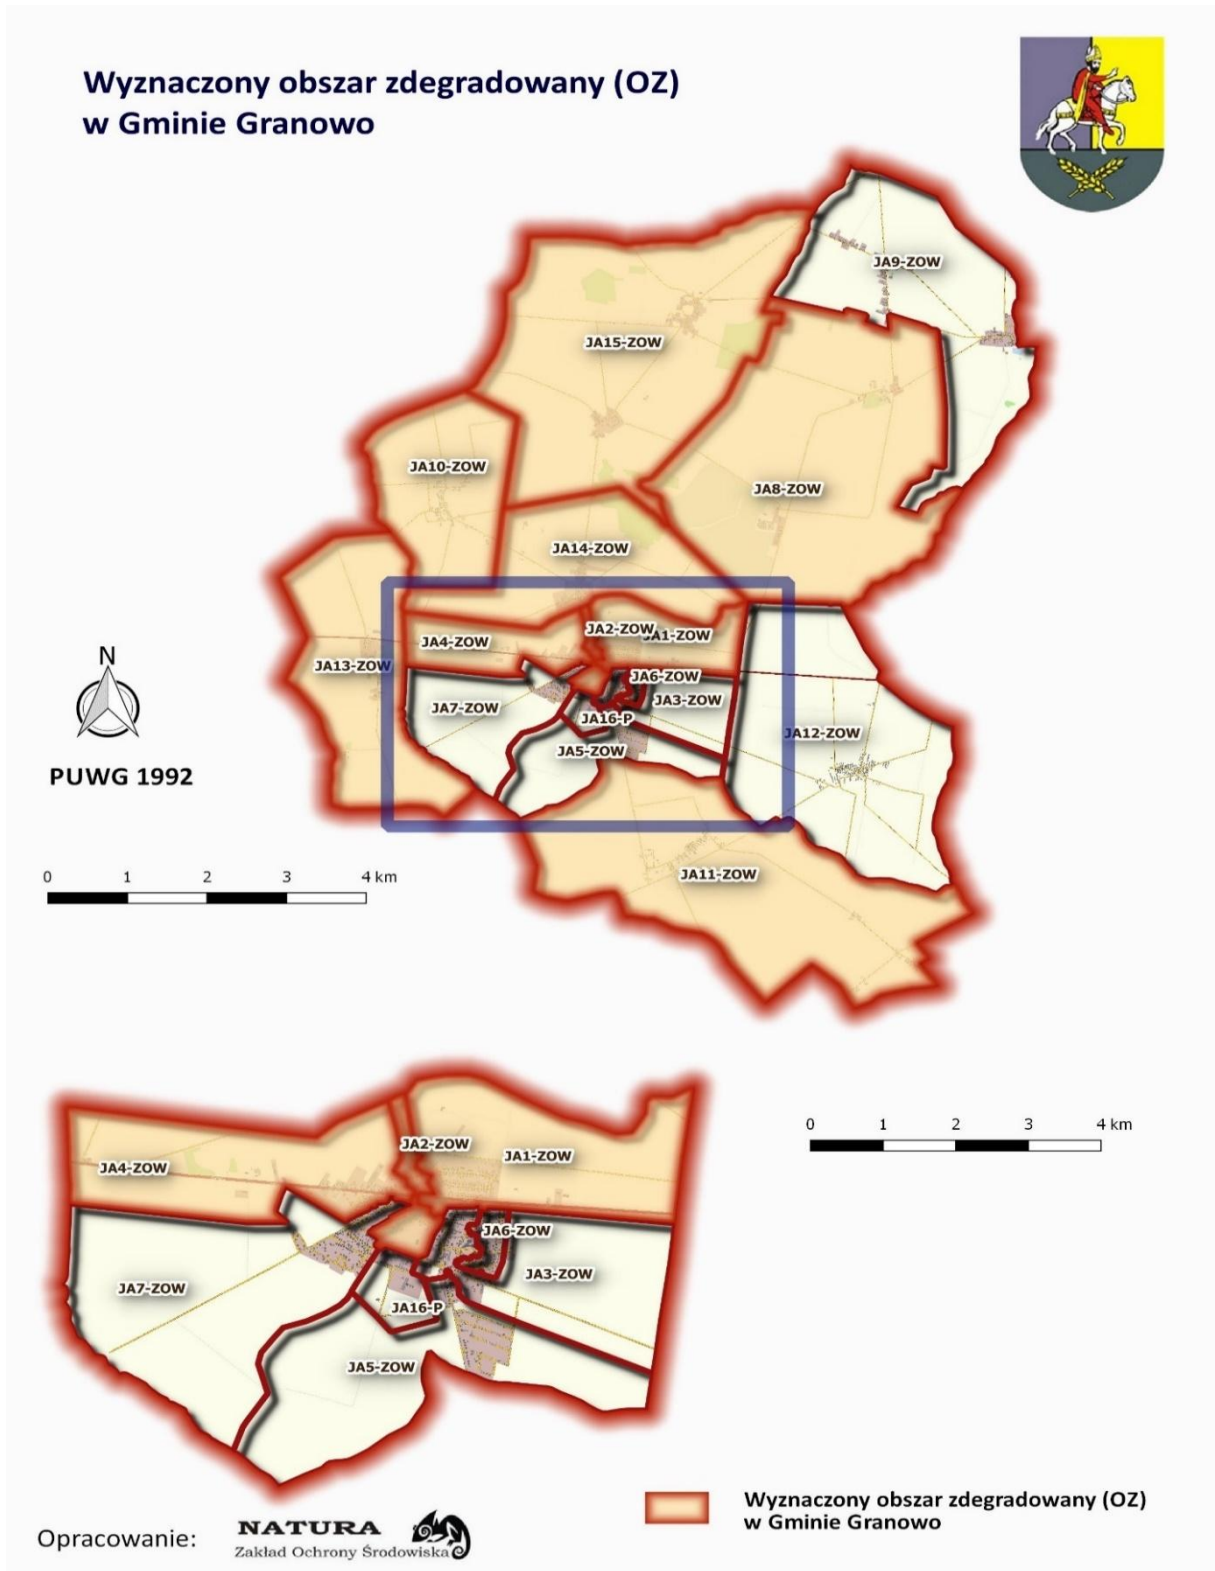 Wyznaczony obszar zdegradowany (OZ)
w Gminie Granowo
JA9-ZOW
JA15-ZOW
JA10-ZOW
JA8-ZOW
JA14-ZOW
JA2-ZOW
JA1-ZOW
JA4-ZOW
JA13-ZOW
JA6-ZOW
JA3-ZOW
JA7-ZOW
JA16-P
JA12-ZOW
JA5-ZOW
JA11-ZOW
N
PUWG 1992
0 1 2 3 4 km
0 1 2 3 4 km
JA2-ZOW
JA1-ZOW
JA4-ZOW
JA6-ZOW
JA3-ZOW
JA7-ZOW
JA16-P
JA5-ZOW
Wyznaczony obszar zdegradowany (OZ)
w Gminie Granowo
Opracowanie:
NATURA
Zakład Ochrony Środowiska